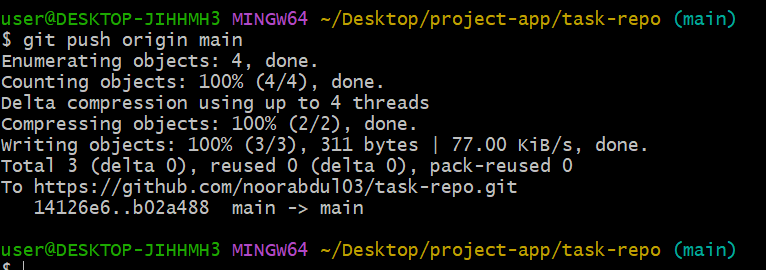 user@DESKTOP-JIHHMH3 MINGW64 ~/Desktop/project-app/task-repo (main)
$ git push origin main
Enumerating objects: 4, done.
Counting objects: 100% (4/4), done.
Delta compression using up to 4 threads
Compressing objects: 100% (2/2), done.
Writing objects: 100% (3/3), 311 bytes | 77.00 KiB/s, done.
Total 3 (delta 0), reused 0 (delta 0), pack-reused 0
To https://github.com/noorabdul03/task-repo.git
   14126e6..b02a488  main -> main

user@DESKTOP-JIHHMH3 MINGW64 ~/Desktop/project-app/task-repo (main)
$